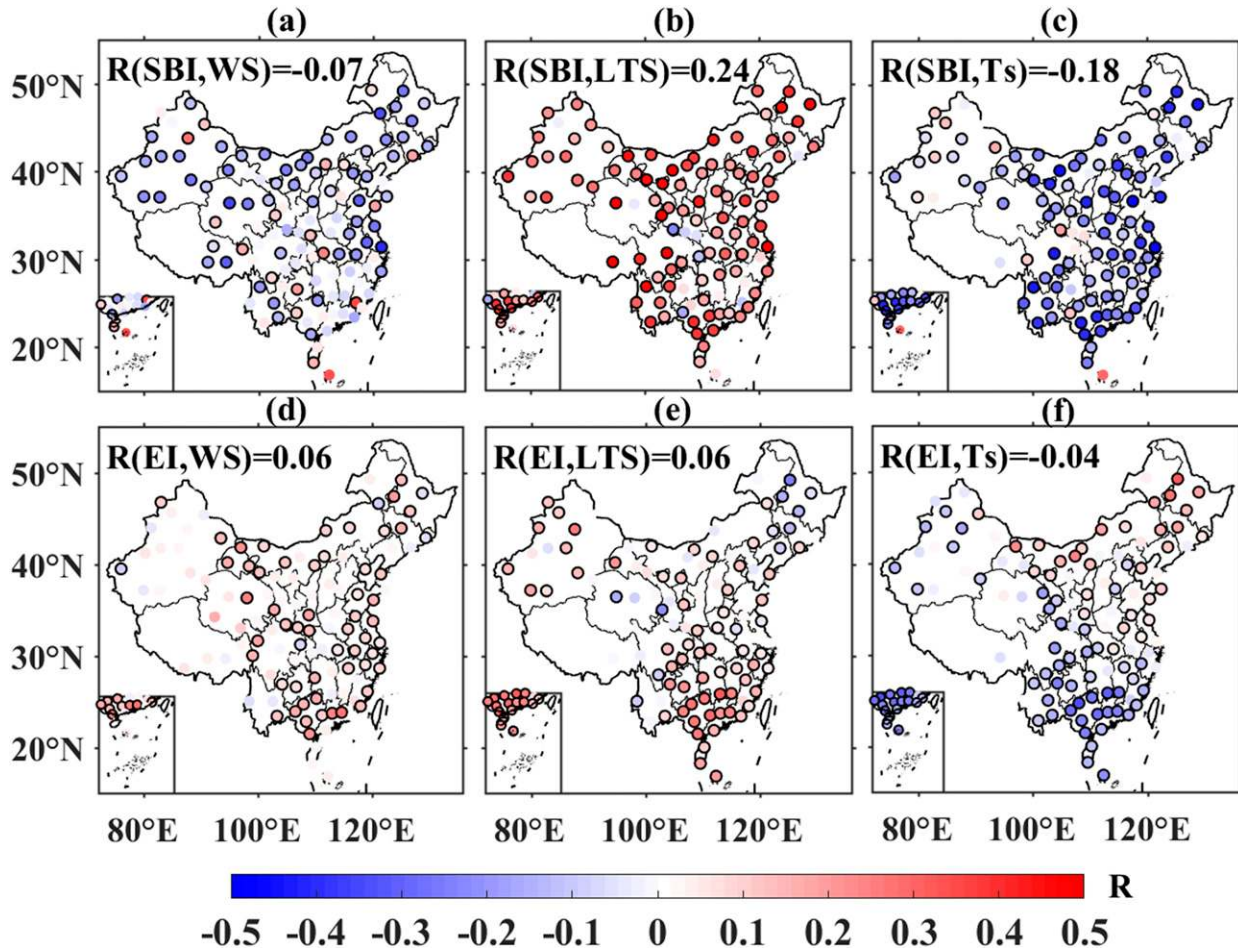 (a) (b) (c)
R(SBI,WS)=-0.07 R(SBI,LTS)=0.24 R(SBI,Ts)=-0.18
50°N
40°N
30°N
20°N
(d) (e) (f)
R(EI,WS)=0.06 R(EI,LTS)=0.06 R(EI,Ts)=-0.04
50°N
40°N
30°N
20°N
80°E 100°E 120°E 80°E 100°E 120°E 80°E 100°E 120°E
R
-0.5 -0.4 -0.3 -0.2 -0.1 0 0.1 0.2 0.3 0.4 0.5